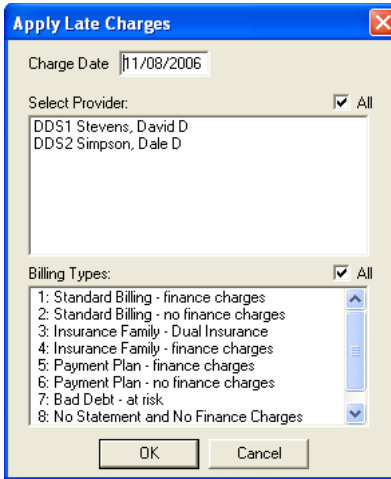 Apply Late Charges
Charge Date 11/08/2006
Select Provider: All
DDS1 Stevens, David D
DDS2 Simpson, Dale D
Billing Types: All
1: Standard Billing - finance charges
2: Standard Billing - no finance charges
3: Insurance Family - Dual Insurance
4: Insurance Family - finance charges
5: Payment Plan - finance charges
6: Payment Plan - no finance charges
7: Bad Debt - at risk
8: No Statement and No Finance Charges
OK Cancel